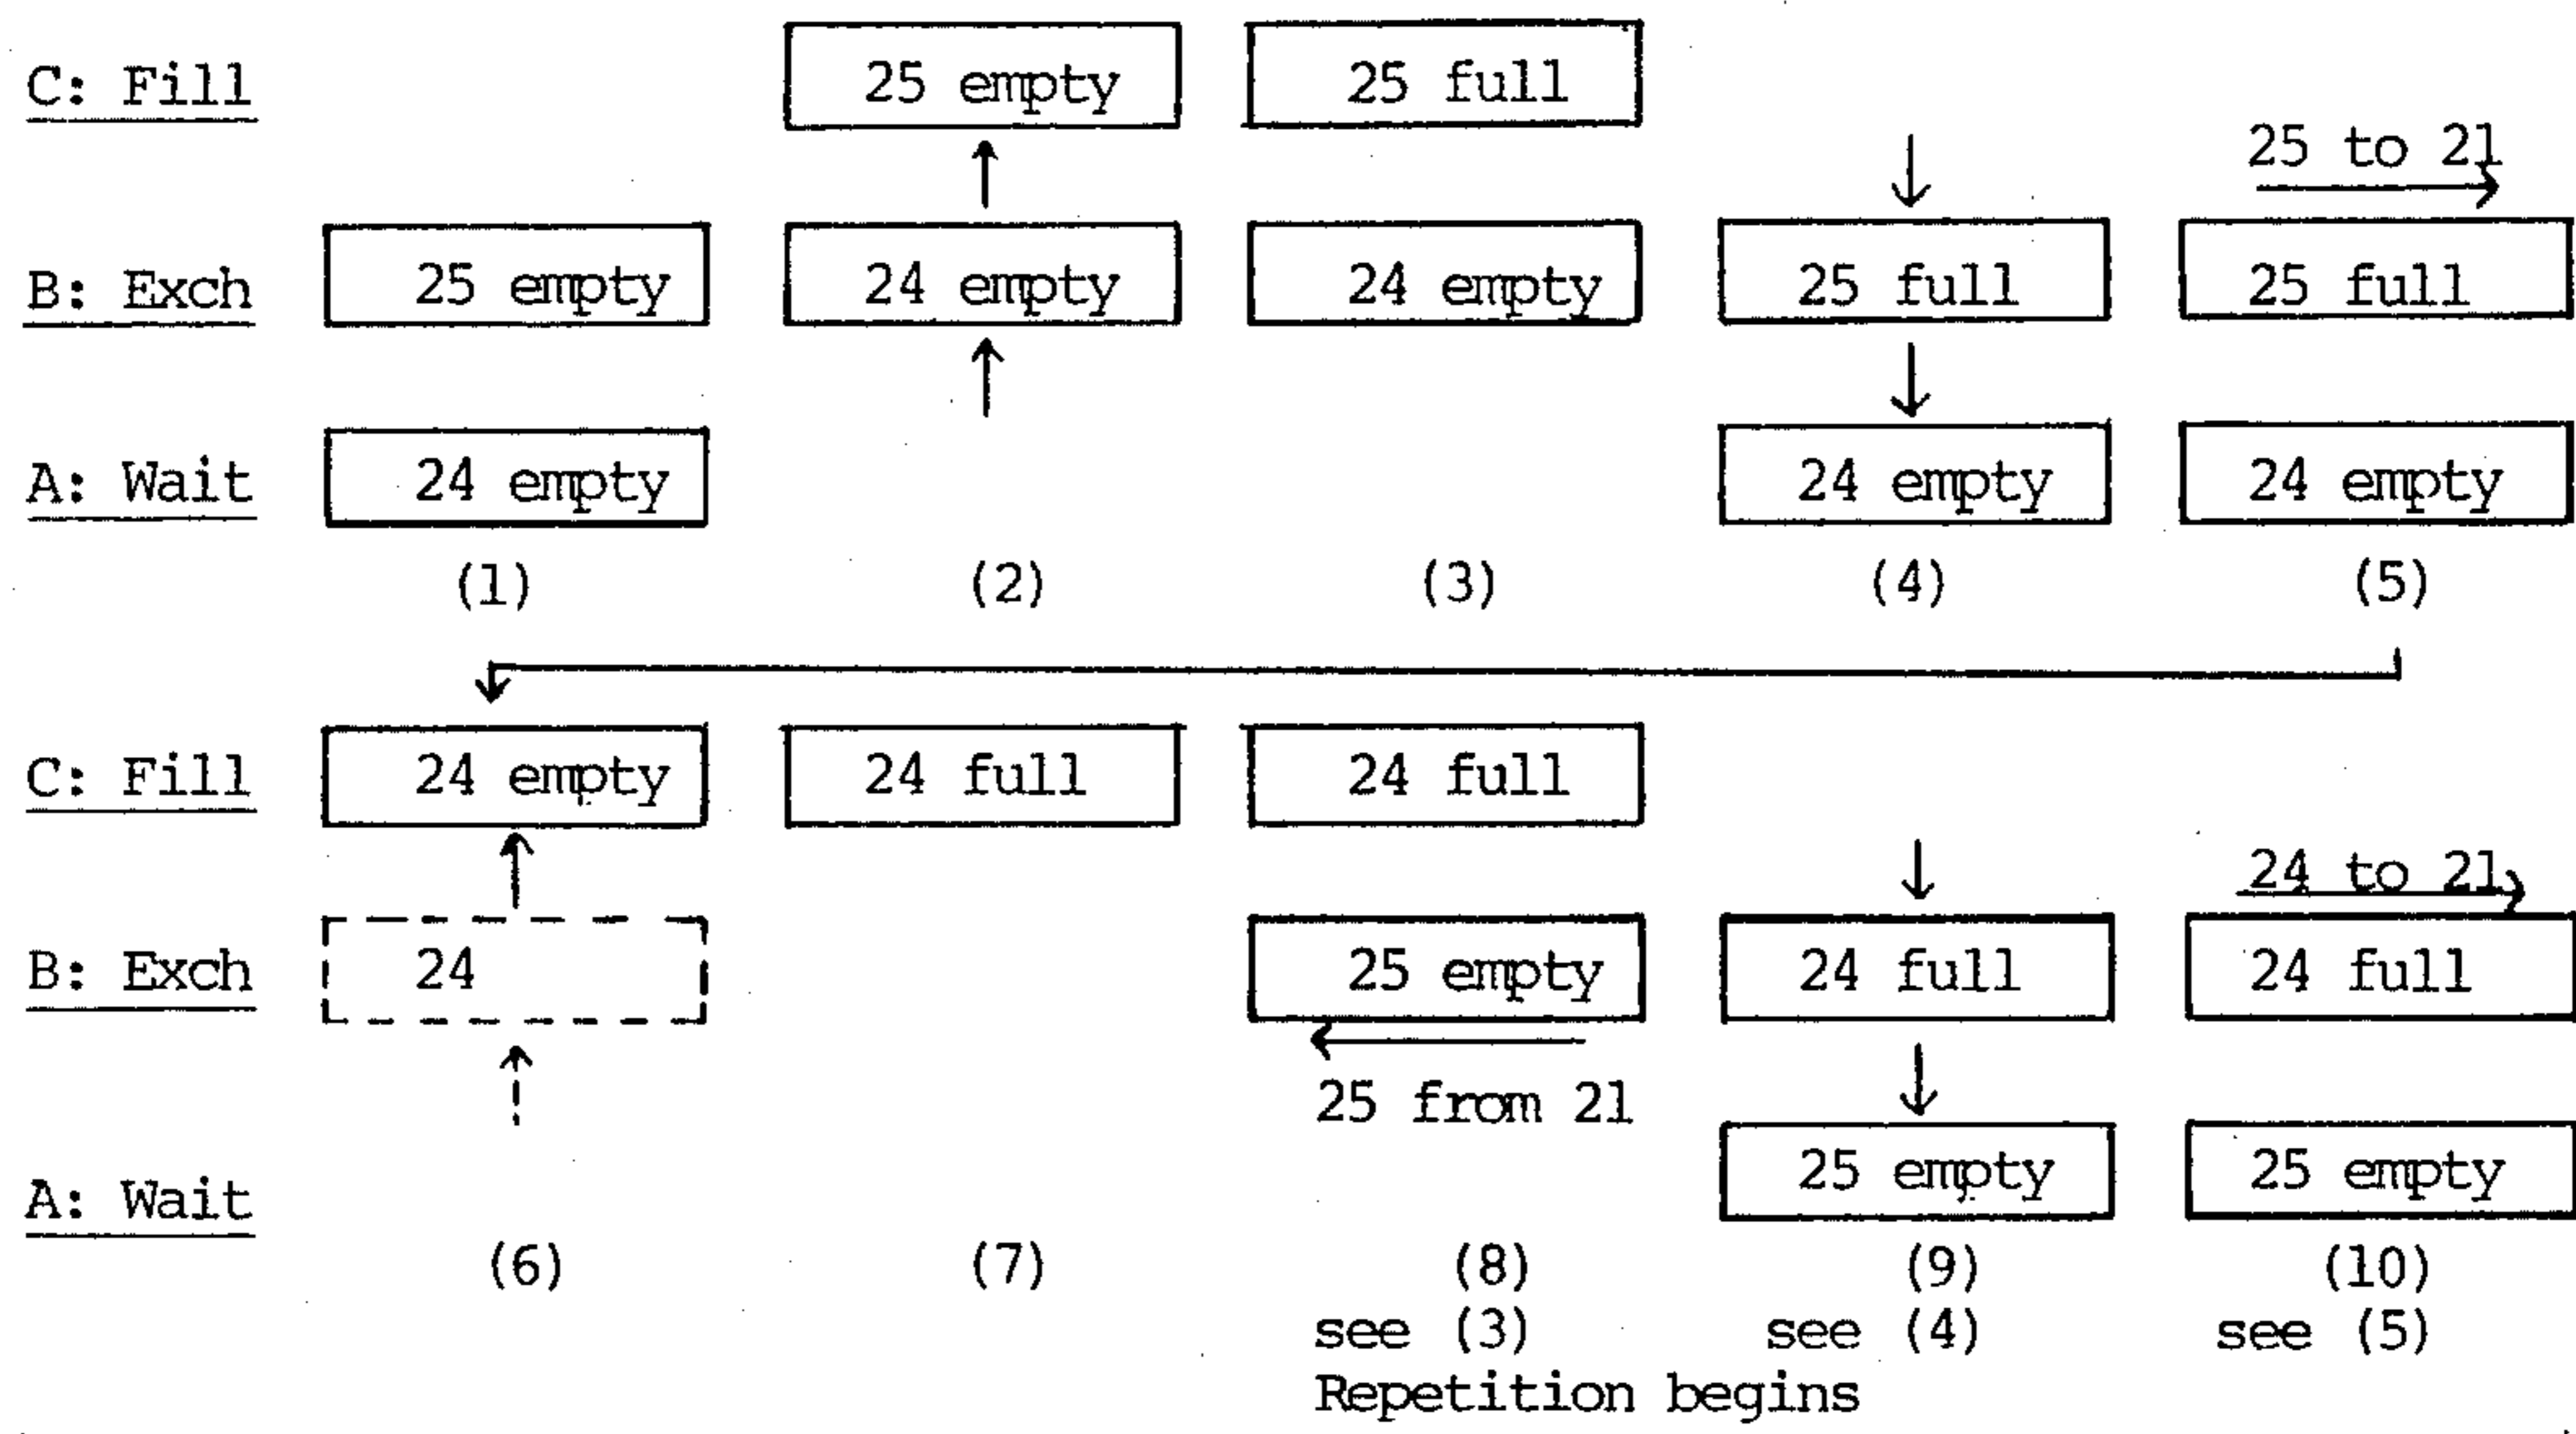 C: Fill 25 empty 25 full
25 to 21
B: Exch 25 empty 24 empty 24 empty 25 full 25 full
A: Wait 24 empty 24 empty 24 empty
(1) (2) (3) (4) (5)
C: Fill 24 empty 24 full 24 full
24 to 21
B: Exch 24 25 empty 24 full 24 full
25 from 21
A: Wait 25 empty 25 empty
(6) (7) (8) (9) (10)
see (3) see (4) see (5)
Repetition begins